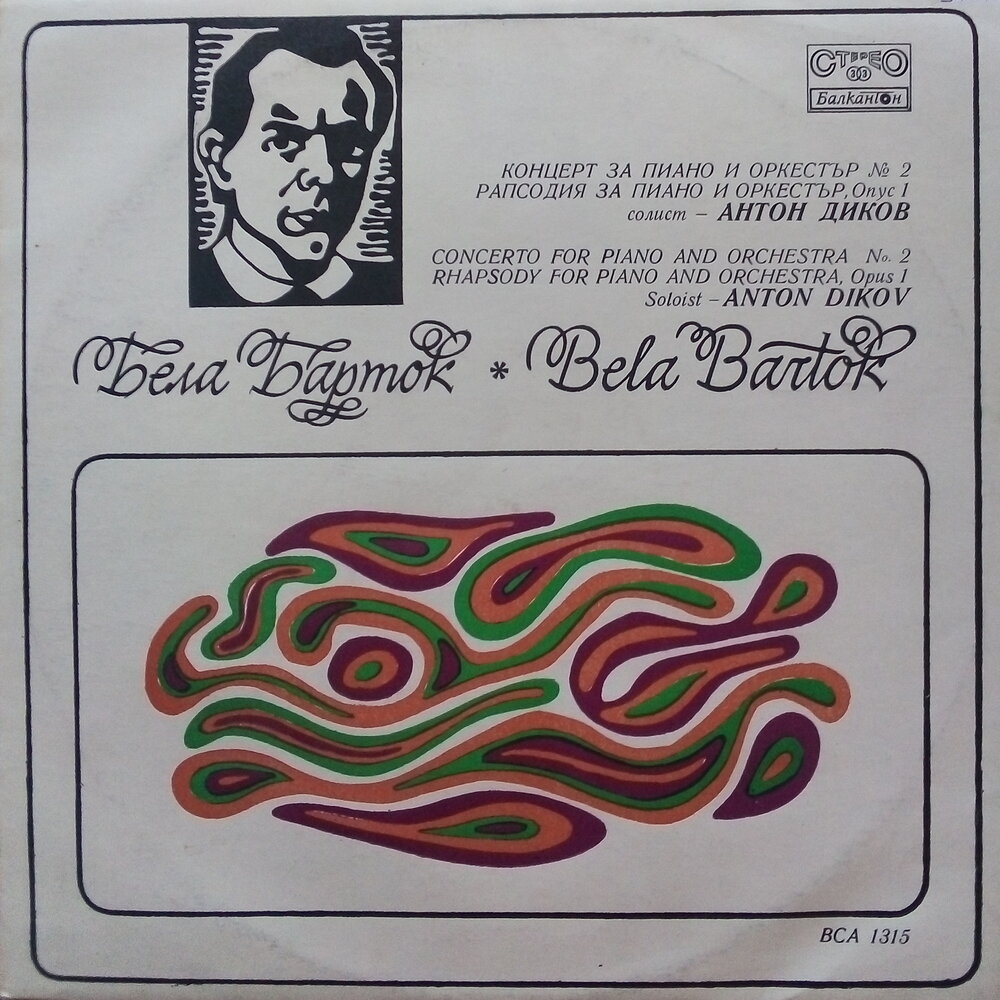 СТЕРЕО
33
Балкантон
КОНЦЕРТ ЗА ПИАНО И ОРКЕСТЪР № 2
РАПСОДИЯ ЗА ПИАНО И ОРКЕСТЪР, Опус 1
солист – АНТОН ДИКОВ
CONCERTO FOR PIANO AND ORCHESTRA No. 2
RHAPSODY FOR PIANO AND ORCHESTRA, Opus 1
Soloist – ANTON DIKOV
Бела Барток * Bela Bartok
ВСА 1315